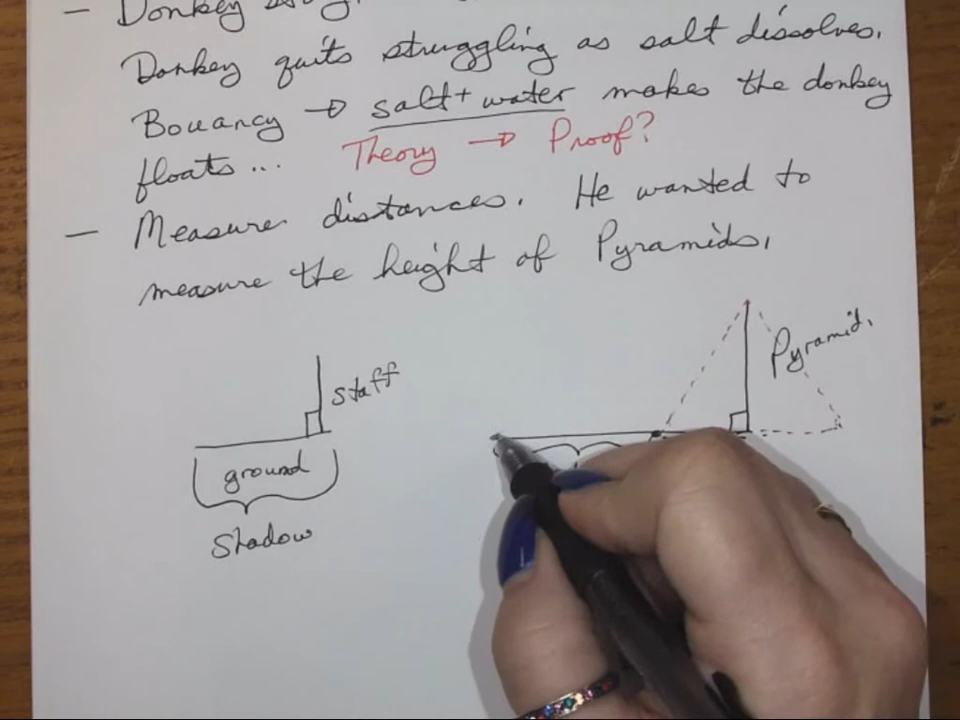 - Donkey
Donkey quits struggling as salt dissolves.
Bouancy → salt + water makes the donkey
floats... Theory → Proof?
- Measure distances. He wanted to
measure the height of Pyramids,
Pyramid,
staff
ground
Shadow